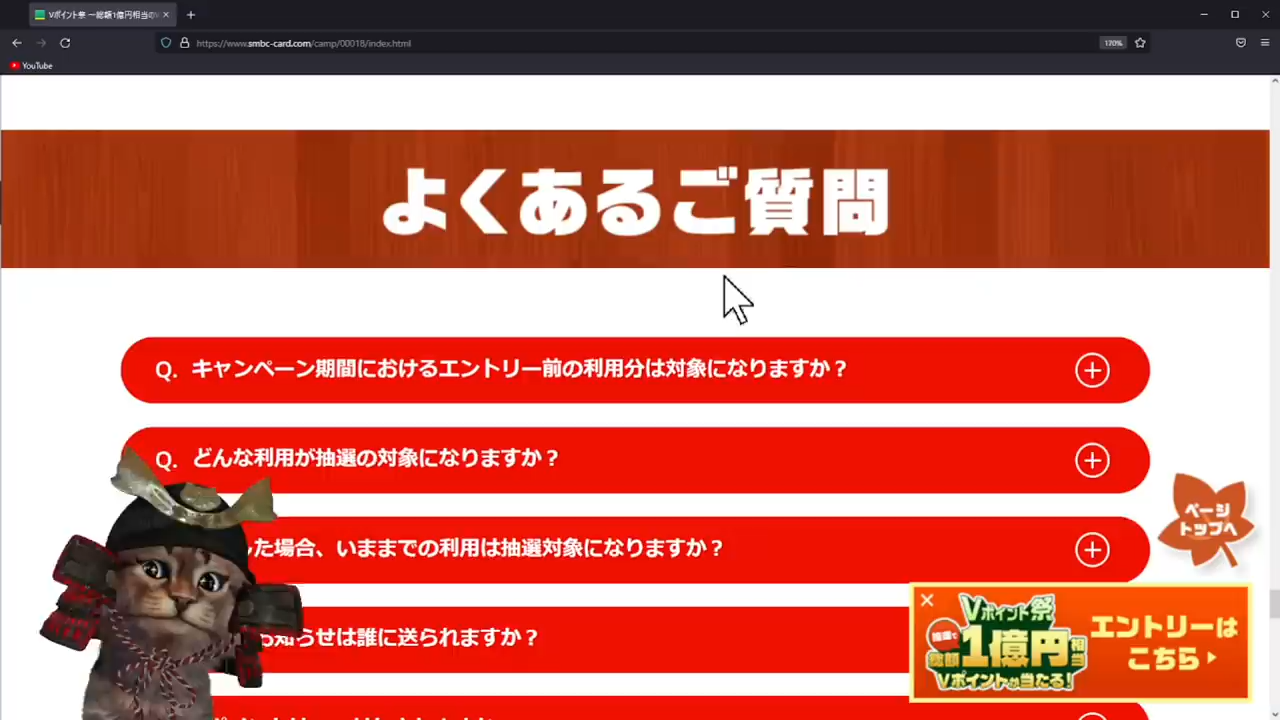 Vポイント祭 ー総額1億円相当の
https://www.smbc-card.com/camp/00018/index.html
170%
YouTube
よくあるご質問
Q. キャンペーン期間におけるエントリー前の利用分は対象になりますか？
Q. どんな利用が抽選の対象になりますか？
した場合、いままでの利用は抽選対象になりますか？
お知らせは誰に送られますか？
ページ
トップへ
Vポイント祭
抽選で
総額1億円相当
Vポイントが当たる！
エントリーは
こちら